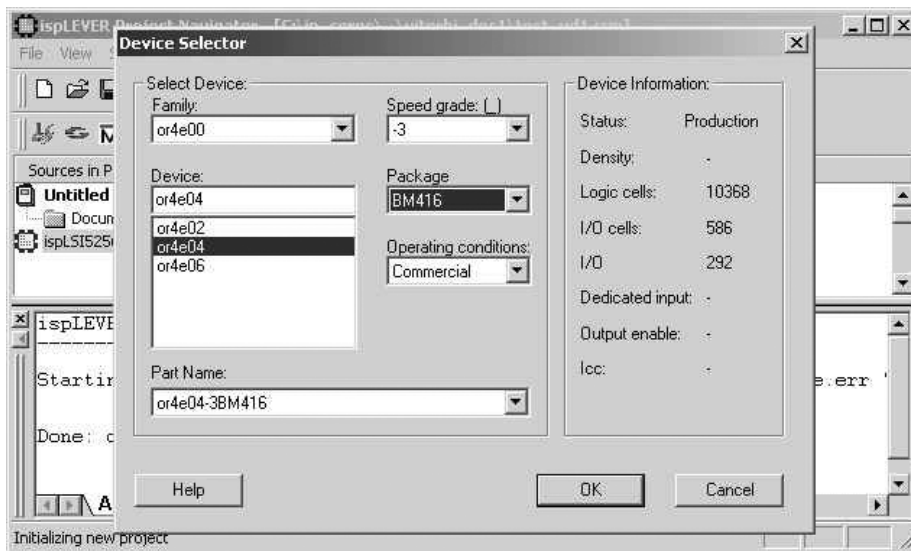 ispLEVER Project Navigator
Device Selector
File View
Select Device:
Family:
or4e00
Speed grade: (_)
-3
Device:
or4e04
or4e02
or4e04
or4e06
Package
BM416
Operating conditions:
Commercial
Part Name:
or4e04-3BM416
Device Information:
Status: Production
Density: -
Logic cells: 10368
I/O cells: 586
I/O 292
Dedicated input: -
Output enable: -
Icc: -
Help OK Cancel
Sources in P
Untitled
Docum
ispLSI525
ispLEVE
Startir e.err '
Done: c
A
Initializing new project